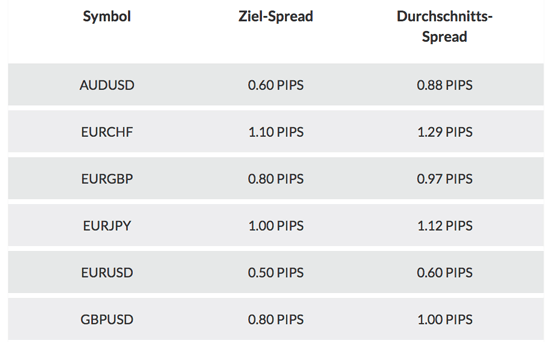 Symbol Ziel-Spread Durchschnitts-
Spread
AUDUSD 0.60 PIPS 0.88 PIPS
EURCHF 1.10 PIPS 1.29 PIPS
EURGBP 0.80 PIPS 0.97 PIPS
EURJPY 1.00 PIPS 1.12 PIPS
EURUSD 0.50 PIPS 0.60 PIPS
GBPUSD 0.80 PIPS 1.00 PIPS